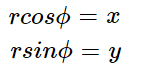 rcosϕ = x
rsinϕ = y